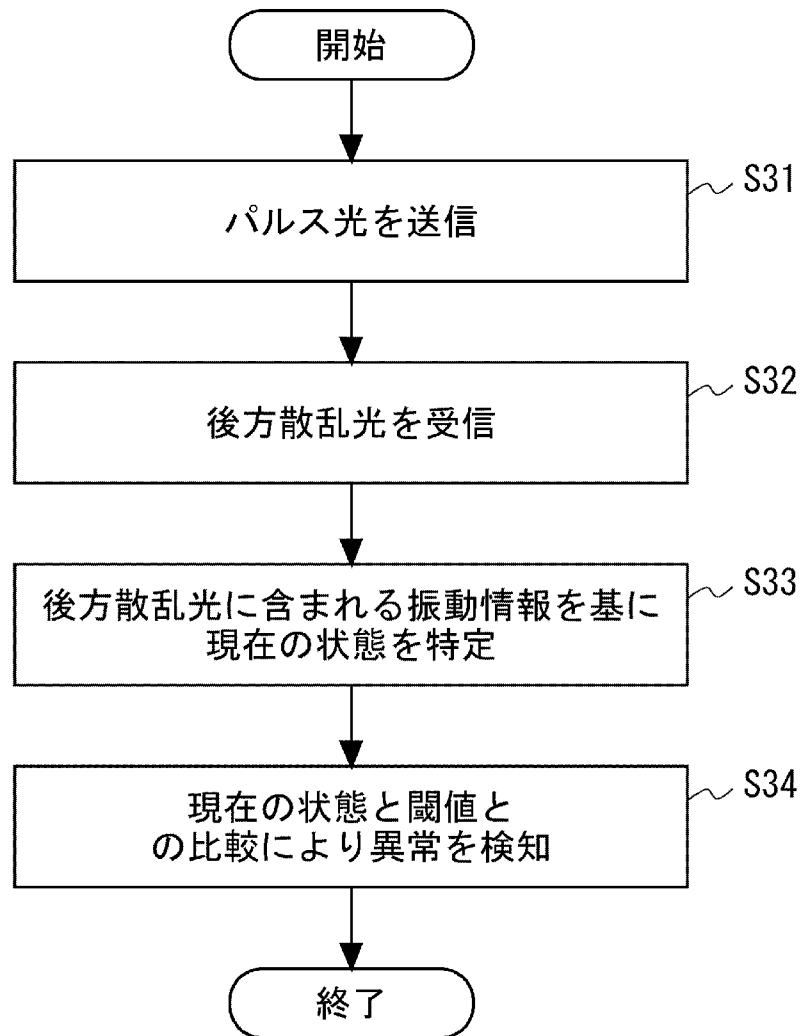 開始
パルス光を送信
S31
後方散乱光を受信
S32
後方散乱光に含まれる振動情報を基に
現在の状態を特定
S33
現在の状態と閾値と
の比較により異常を検知
S34
終了